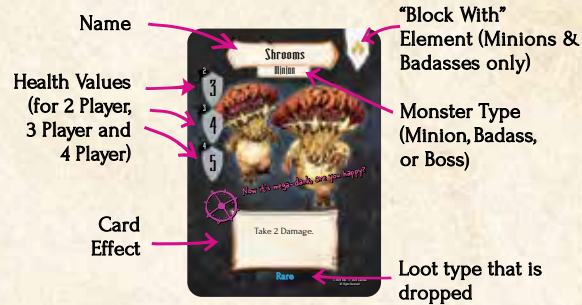 Name
"Block With"
Element (Minions &
Badasses only)
Shrooms
Minion
Health Values
(for 2 Player,
3 Player and
4 Player)
2
3
3
4
4
5
Monster Type
(Minion, Badass,
or Boss)
Now it's mega-dark, are you happy?
Card
Effect
Take 2 Damage.
Rare
Loot type that is
dropped